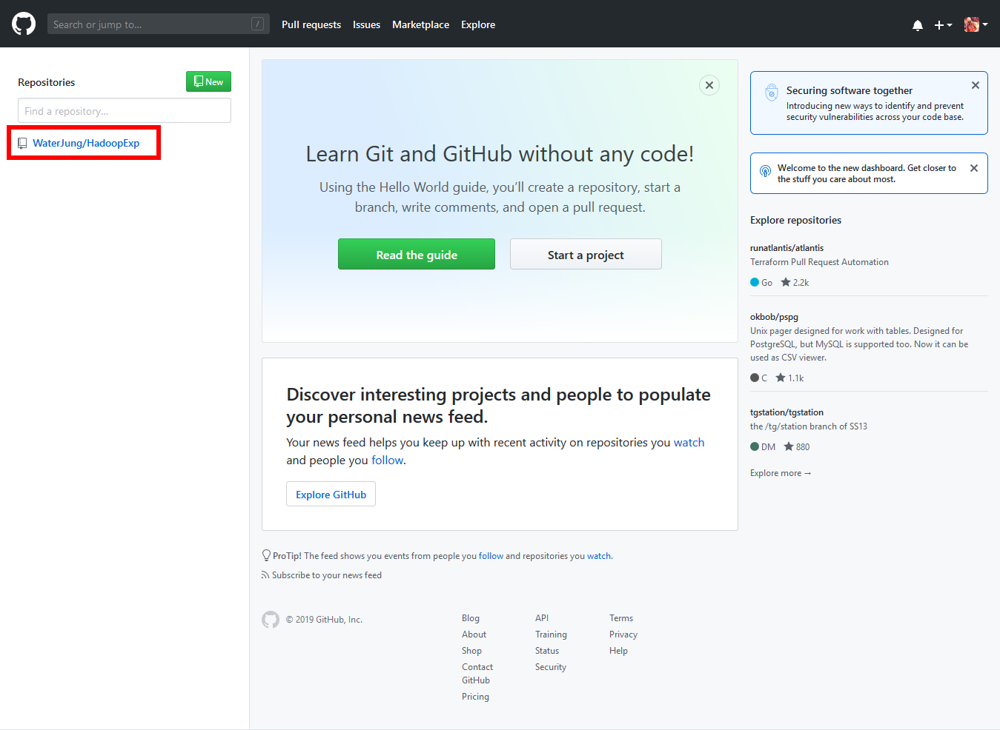 Search or jump to...
/
Pull requests
Issues
Marketplace
Explore
Repositories
New
Find a repository...
WaterJung/HadoopExp
Learn Git and GitHub without any code!
Using the Hello World guide, you’ll create a repository, start a
branch, write comments, and open a pull request.
Read the guide
Start a project
Discover interesting projects and people to populate
your personal news feed.
Your news feed helps you keep up with recent activity on repositories you watch
and people you follow.
Explore GitHub
ProTip! The feed shows you events from people you follow and repositories you watch.
Subscribe to your news feed
Securing software together
Introducing new ways to identify and prevent
security vulnerabilities across your code base.
Welcome to the new dashboard. Get closer to
the stuff you care about most.
Explore repositories
runatlantis/atlantis
Terraform Pull Request Automation
Go 2.2k
okbob/pspg
Unix pager designed for work with tables. Designed for
PostgreSQL, but MySQL is supported too. Now it can be
used as CSV viewer.
C 1.1k
tgstation/tgstation
the /tg/station branch of SS13
DM 880
Explore more →
© 2019 GitHub, Inc.
Blog
About
Shop
Contact
GitHub
Pricing
API
Training
Status
Security
Terms
Privacy
Help